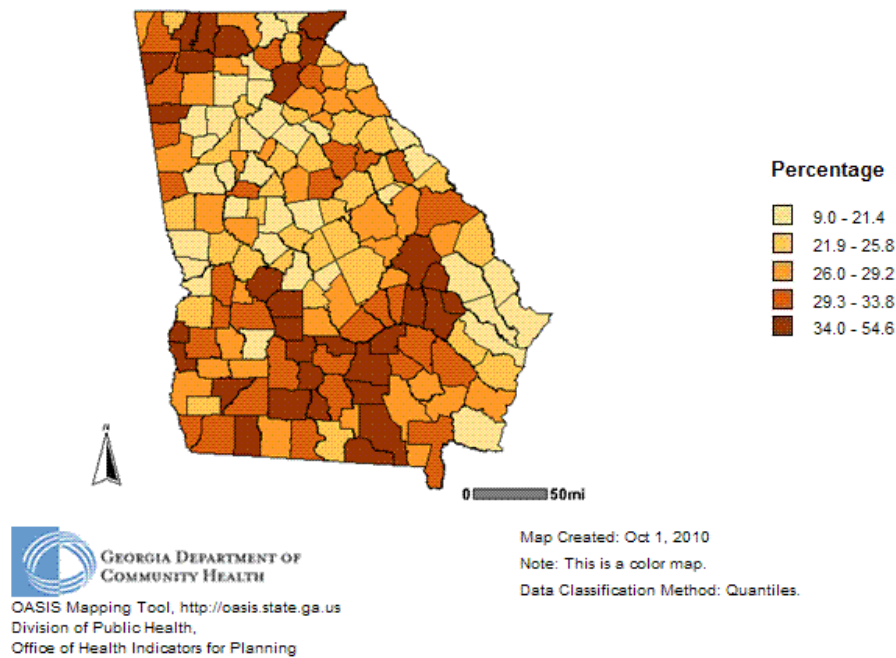 Percentage
9.0 - 21.4
21.9 - 25.8
26.0 - 29.2
29.3 - 33.8
34.0 - 54.6
N
0 50mi
GEORGIA DEPARTMENT OF
COMMUNITY HEALTH
OASIS Mapping Tool, http://oasis.state.ga.us
Division of Public Health,
Office of Health Indicators for Planning
Map Created: Oct 1, 2010
Note: This is a color map.
Data Classification Method: Quantiles.